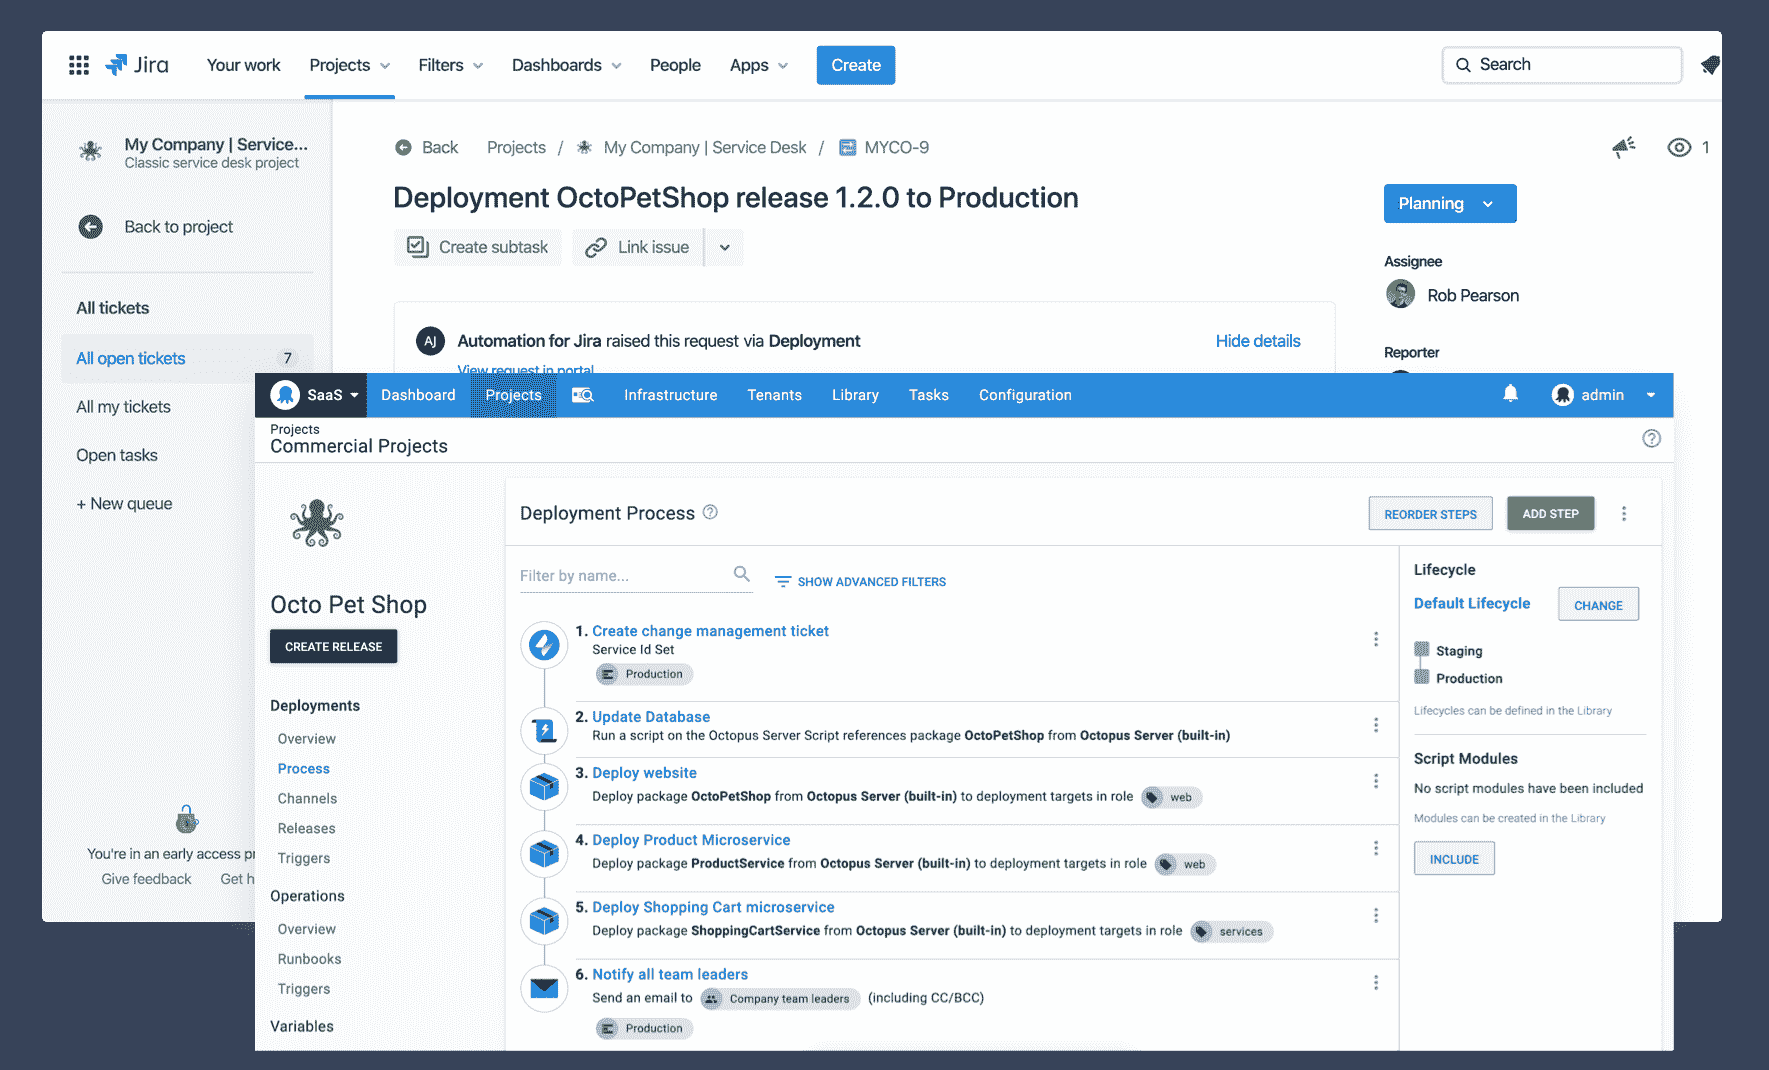 Jira Your work Projects Filters Dashboards People Apps Create Search
My Company | Service...
Classic service desk project
Back to project
All tickets
All open tickets 7
All my tickets
Open tasks
+ New queue
You're in an early access
Give feedback Get
Back Projects / My Company | Service Desk / MYCO-9
1
Deployment OctoPetShop release 1.2.0 to Production
Create subtask Link issue
Planning
Assignee
Rob Pearson
Reporter
AJ Automation for Jira raised this request via Deployment Hide details
View request in portal
SaaS Dashboard Projects Infrastructure Tenants Library Tasks Configuration admin
Projects
Commercial Projects
Octo Pet Shop
CREATE RELEASE
Deployments
Overview
Process
Channels
Releases
Triggers
Operations
Overview
Runbooks
Triggers
Variables
Deployment Process
REORDER STEPS ADD STEP
Filter by name... SHOW ADVANCED FILTERS
1. Create change management ticket
Service Id Set
Production
2. Update Database
Run a script on the Octopus Server Script references package OctoPetShop from Octopus Server (built-in)
3. Deploy website
Deploy package OctoPetShop from Octopus Server (built-in) to deployment targets in role web
4. Deploy Product Microservice
Deploy package ProductService from Octopus Server (built-in) to deployment targets in role web
5. Deploy Shopping Cart microservice
Deploy package ShoppingCartService from Octopus Server (built-in) to deployment targets in role services
6. Notify all team leaders
Send an email to Company team leaders (including CC/BCC)
Production
Lifecycle
Default Lifecycle CHANGE
Staging
Production
Lifecycles can be defined in the Library
Script Modules
No script modules have been included
Modules can be created in the Library
INCLUDE